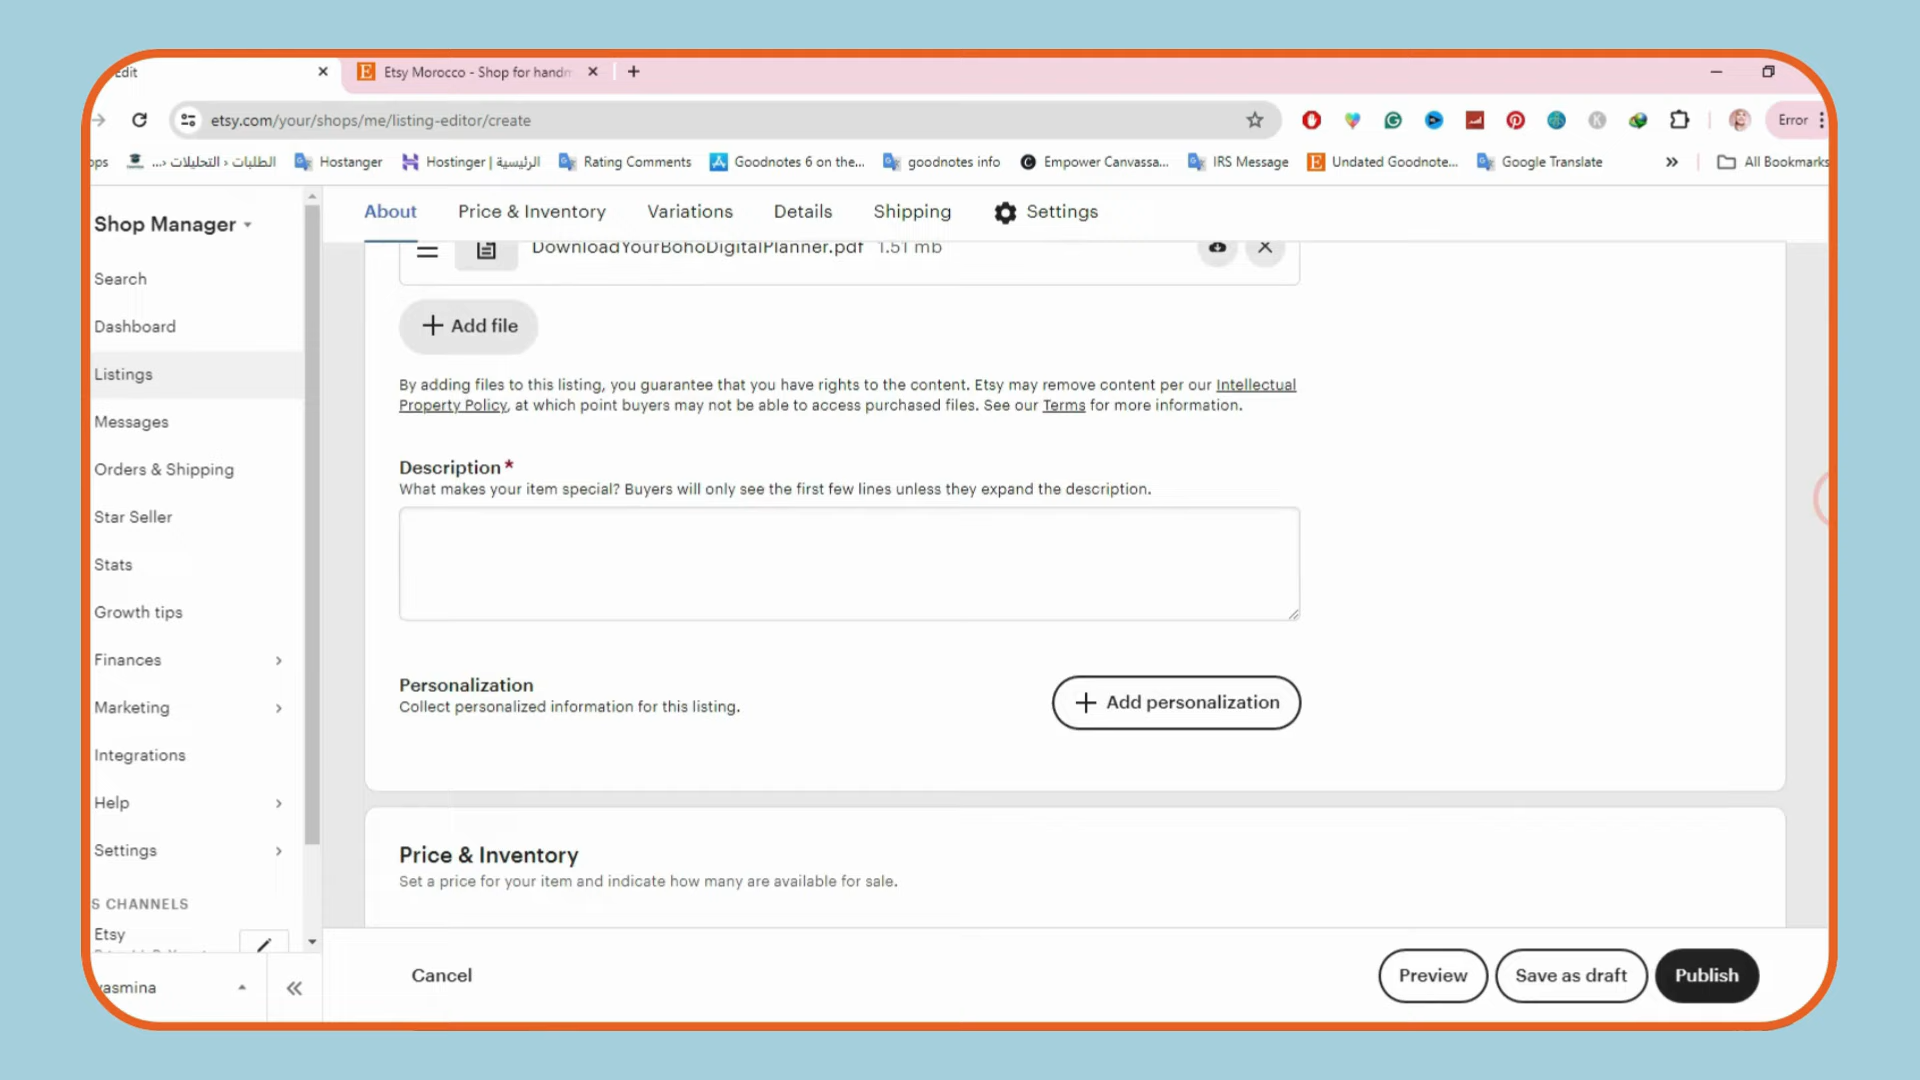 Edit
Etsy Morocco - Shop for handm
etsy.com/your/shops/me/listing-editor/create
Error
ops
الطلبات ‹ التحليلات ‹...
Hostanger
Hostinger | الرئيسية
Rating Comments
Goodnotes 6 on the...
goodnotes info
Empower Canvassa...
IRS Message
Undated Goodnote...
Google Translate
»
All Bookmarks
Shop Manager
Search
Dashboard
Listings
Messages
Orders & Shipping
Star Seller
Stats
Growth tips
Finances
Marketing
Integrations
Help
Settings
S CHANNELS
Etsy
yasmina
About
Price & Inventory
Variations
Details
Shipping
Settings
DownloadYourBohoDigitalPlanner.pdf 1.51 mb
Add file
By adding files to this listing, you guarantee that you have rights to the content. Etsy may remove content per our Intellectual
Property Policy, at which point buyers may not be able to access purchased files. See our Terms for more information.
Description *
What makes your item special? Buyers will only see the first few lines unless they expand the description.
Personalization
Collect personalized information for this listing.
Add personalization
Price & Inventory
Set a price for your item and indicate how many are available for sale.
Cancel
Preview
Save as draft
Publish